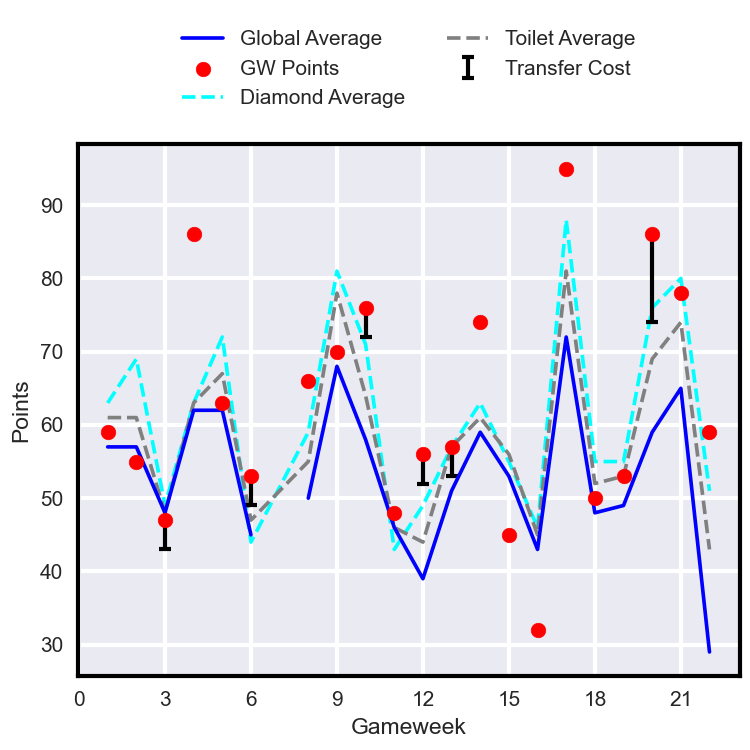 Global Average
GW Points
Diamond Average
Toilet Average
Transfer Cost
Points
90
80
70
60
50
40
30
0 3 6 9 12 15 18 21
Gameweek